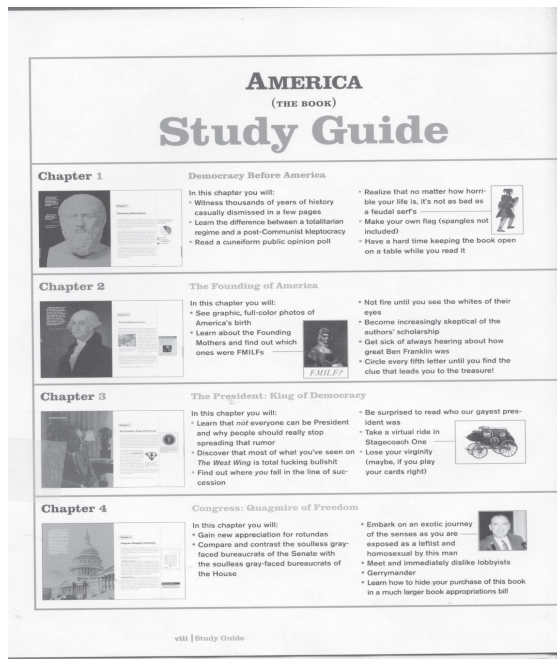 AMERICA
(THE BOOK)
Study Guide
Chapter 1
Democracy Before America
In this chapter you will:
• Witness thousands of years of history
casually dismissed in a few pages
• Learn the difference between a totalitarian
regime and a post-Communist kleptocracy
• Read a cuneiform public opinion poll
• Realize that no matter how horri-
ble your life is, it's not as bad as
a feudal serf's
• Make your own flag (spangles not
included)
• Have a hard time keeping the book open
on a table while you read it
Chapter 2
The Founding of America
In this chapter you will:
• See graphic, full-color photos of
America's birth
• Learn about the Founding
Mothers and find out which
ones were FMILFs
FMILF?
• Not fire until you see the whites of their
eyes
• Become increasingly skeptical of the
authors' scholarship
• Get sick of always hearing about how
great Ben Franklin was
• Circle every fifth letter until you find the
clue that leads you to the treasure!
Chapter 3
The President: King of Democracy
In this chapter you will:
• Learn that not everyone can be President
and why people should really stop
spreading that rumor
• Discover that most of what you've seen on
The West Wing is total fucking bullshit
• Find out where you fall in the line of suc-
cession
• Be surprised to read who our gayest pres-
ident was
• Take a virtual ride in
Stagecoach One
• Lose your virginity
(maybe, if you play
your cards right)
Chapter 4
Congress: Quagmire of Freedom
In this chapter you will:
• Gain new appreciation for rotundas
• Compare and contrast the soulless gray-
faced bureaucrats of the Senate with
the soulless gray-faced bureaucrats of
the House
• Embark on an exotic journey
of the senses as you are
exposed as a leftist and
homosexual by this man
• Meet and immediately dislike lobbyists
• Gerrymander
• Learn how to hide your purchase of this book
in a much larger book appropriations bill
viii | Study Guide